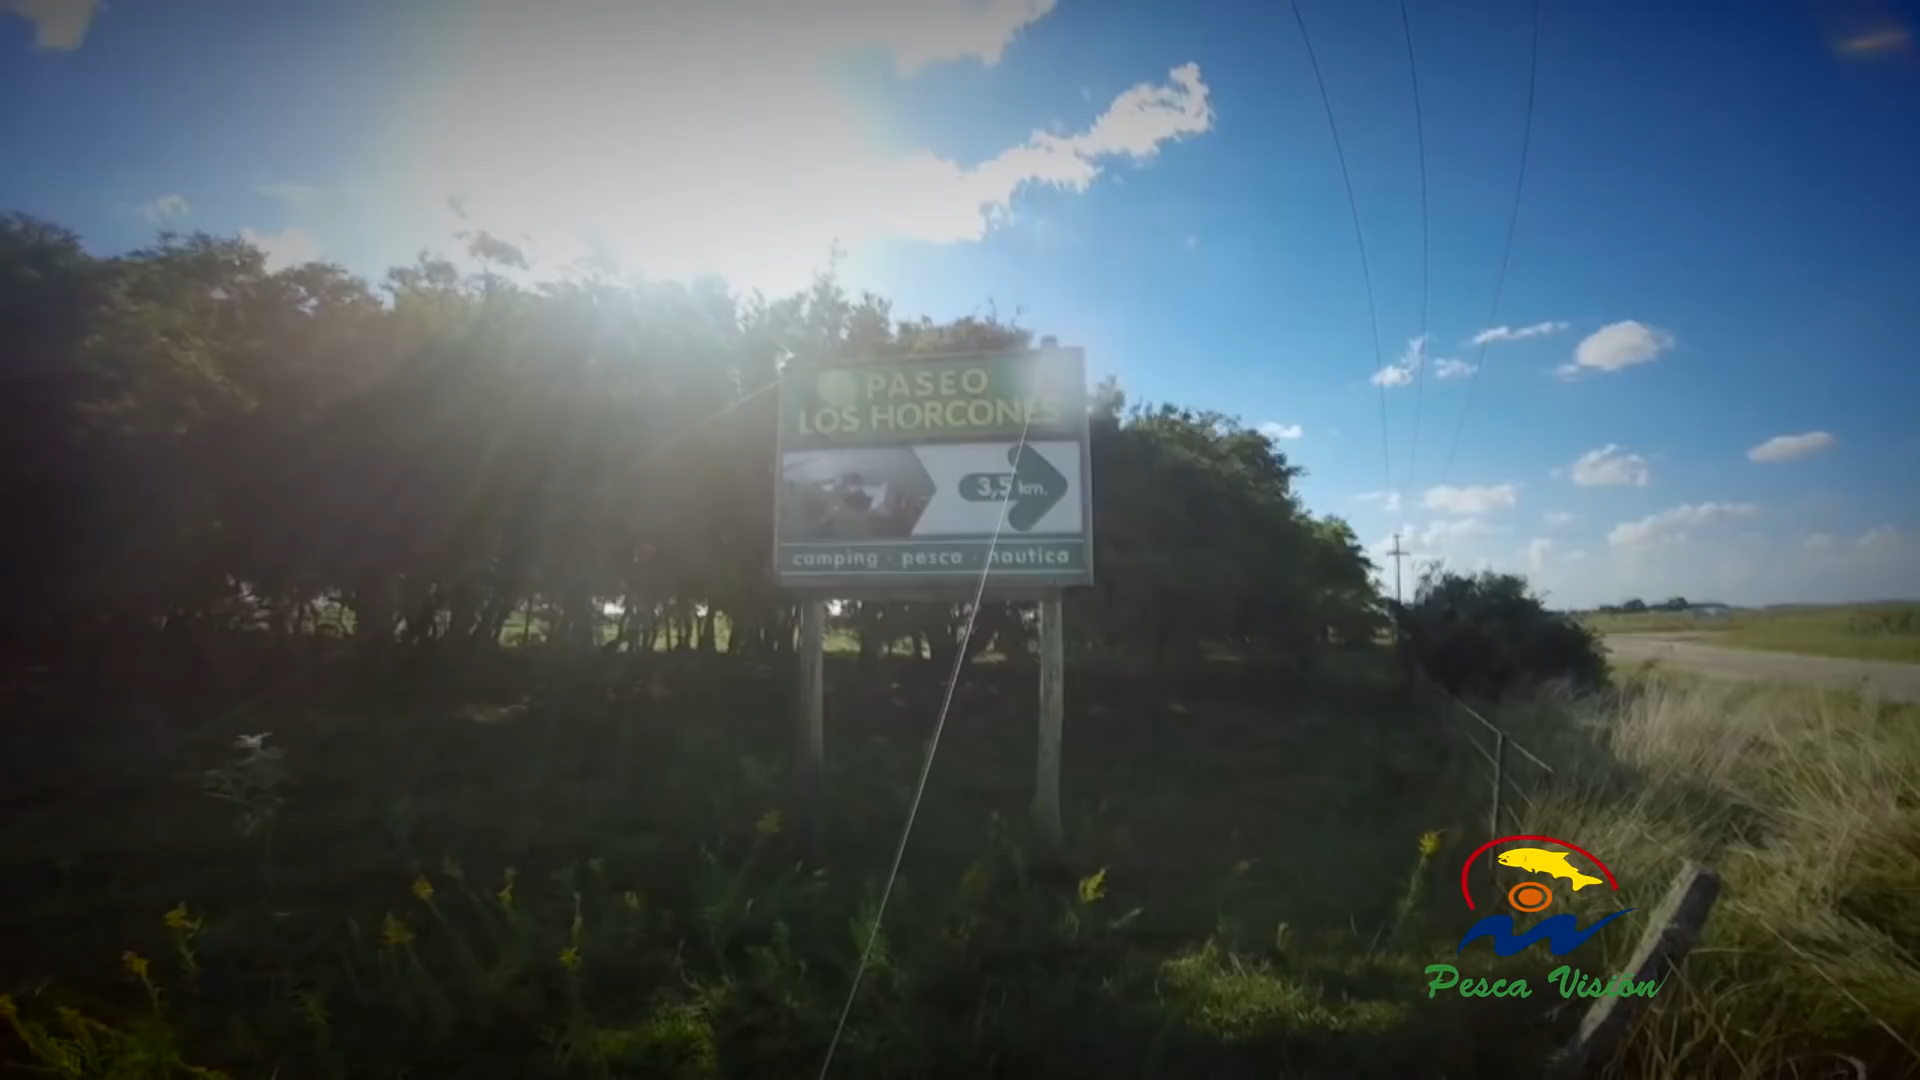 PASEO
LOS HORCONES
3,5 km.
camping · pesca · nautica
Pesca Visión